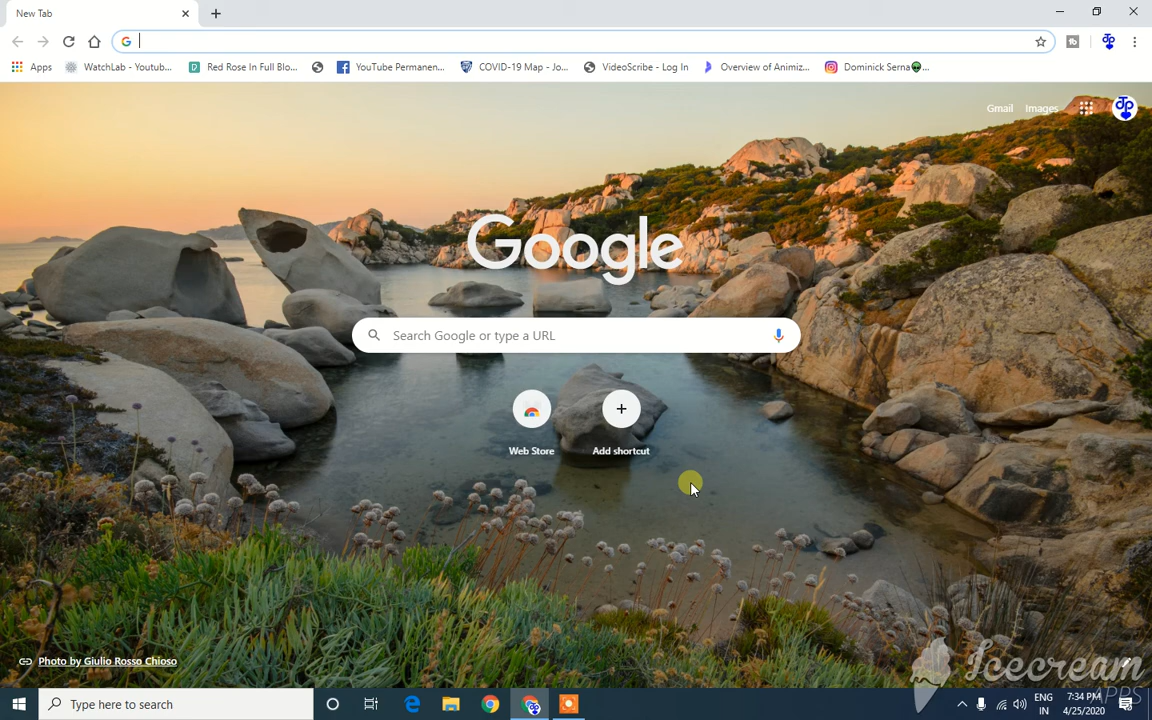 New Tab
Apps WatchLab - Youtub... Red Rose In Full Blo... YouTube Permanen... COVID-19 Map - Jo... VideoScribe - Log In Overview of Animiz... Dominick Serna👽...
Gmail Images
Google
Search Google or type a URL
Web Store Add shortcut
Photo by Giulio Rosso Chioso
Icecream
APPS
Type here to search
ENG 7:34 PM
IN 4/25/2020